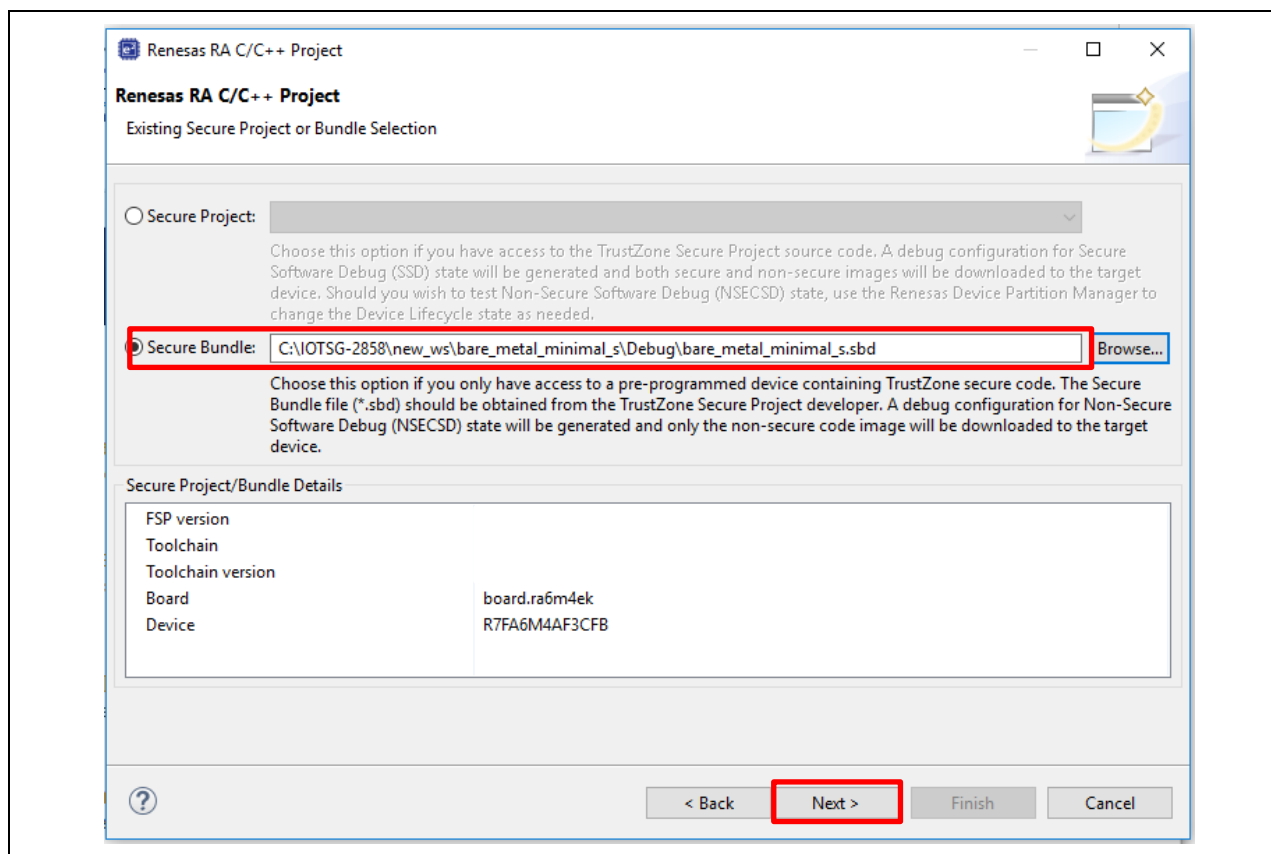 Renesas RA C/C++ Project
Renesas RA C/C++ Project
Existing Secure Project or Bundle Selection
Secure Project:
Choose this option if you have access to the TrustZone Secure Project source code. A debug configuration for Secure
Software Debug (SSD) state will be generated and both secure and non-secure images will be downloaded to the target
device. Should you wish to test Non-Secure Software Debug (NSECSD) state, use the Renesas Device Partition Manager to
change the Device Lifecycle state as needed.
Secure Bundle: C:\IOTSG-2858\new_ws\bare_metal_minimal_s\Debug\bare_metal_minimal_s.sbd Browse...
Choose this option if you only have access to a pre-programmed device containing TrustZone secure code. The Secure
Bundle file (*.sbd) should be obtained from the TrustZone Secure Project developer. A debug configuration for Non-Secure
Software Debug (NSECSD) state will be generated and only the non-secure code image will be downloaded to the target
device.
Secure Project/Bundle Details
FSP version
Toolchain
Toolchain version
Board board.ra6m4ek
Device R7FA6M4AF3CFB
? < Back Next > Finish Cancel